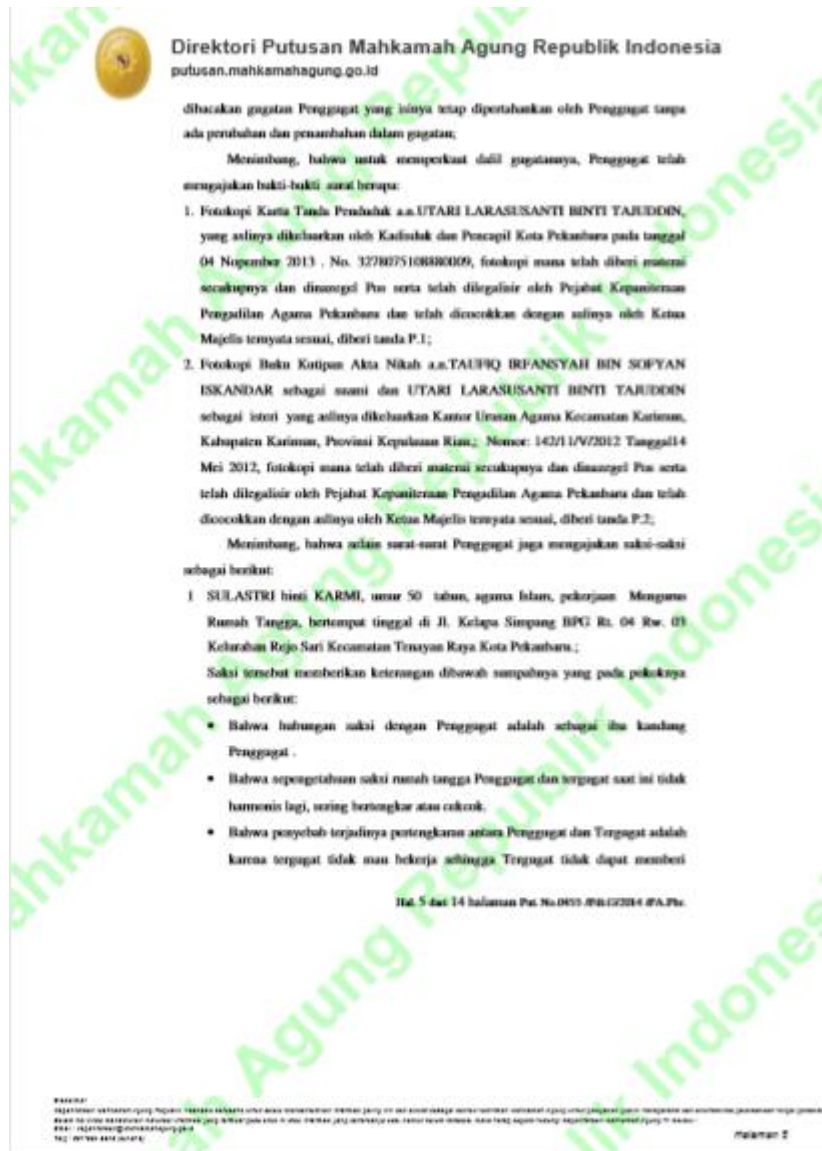 Direktori Putusan Mahkamah Agung Republik Indonesia
putusan.mahkamahagung.go.id
dibacakan gugatan Penggugat yang isinya tetap dipertahankan oleh Penggugat tanpa
ada perubahan dan penambahan dalam gugatan;
Menimbang, bahwa untuk memperkuat dalil gugatannya, Penggugat telah
mengajukan bukti-bukti surat berupa:
1. Fotokopi Kartu Tanda Penduduk a.n.UTARI LARASUSANTI BINTI TAJUDDIN,
yang aslinya dikeluarkan oleh Kadisduk dan Pencapil Kota Pekanbaru pada tanggal
04 Nopember 2013 . No. 3278075108880009, fotokopi mana telah diberi materai
secukupnya dan dinazegel Pos serta telah dilegalisir oleh Pejabat Kepaniteraan
Pengadilan Agama Pekanbaru dan telah dicocokkan dengan aslinya oleh Ketua
Majelis ternyata sesuai, diberi tanda P.1;
2. Fotokopi Buku Kutipan Akta Nikah a.n.TAUFIQ IRFANSYAH BIN SOFYAN
ISKANDAR sebagai suami dan UTARI LARASUSANTI BINTI TAJUDDIN
sebagai isteri yang aslinya dikeluarkan Kantor Urusan Agama Kecamatan Karimun,
Kabupaten Karimun, Provinsi Kepulauan Riau.; Nomor: 142/11/V/2012 Tanggal14
Mei 2012, fotokopi mana telah diberi materai secukupnya dan dinazegel Pos serta
telah dilegalisir oleh Pejabat Kepaniteraan Pengadilan Agama Pekanbaru dan telah
dicocokkan dengan aslinya oleh Ketua Majelis ternyata sesuai, diberi tanda P.2;
Menimbang, bahwa selain surat-surat Penggugat juga mengajukan saksi-saksi
sebagai berikut:
1 SULASTRI binti KARMI, umur 50 tahun, agama Islam, pekerjaan Mengurus
Rumah Tangga, bertempat tinggal di Jl. Kelapa Simpang BPG Rt. 04 Rw. 03
Kelurahan Rejo Sari Kecamatan Tenayan Raya Kota Pekanbaru.;
Saksi tersebut memberikan keterangan dibawah sumpahnya yang pada pokoknya
sebagai berikut:
• Bahwa hubungan saksi dengan Penggugat adalah sebagai ibu kandung
Penggugat .
• Bahwa sepengetahuan saksi rumah tangga Penggugat dan tergugat saat ini tidak
harmonis lagi, sering bertengkar atau cekcok.
• Bahwa penyebab terjadinya pertengkaran antara Penggugat dan Tergugat adalah
karena tergugat tidak mau bekerja sehingga Tergugat tidak dapat memberi
Hal. 5 dari 14 halaman Put. No.0455 /Pdt.G/2014 /PA.Pbr.
Halaman 5